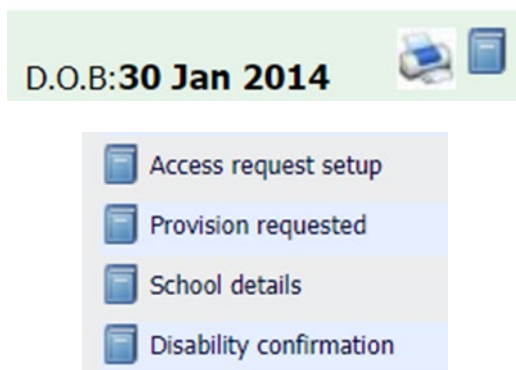 D.O.B:30 Jan 2014
Access request setup
Provision requested
School details
Disability confirmation